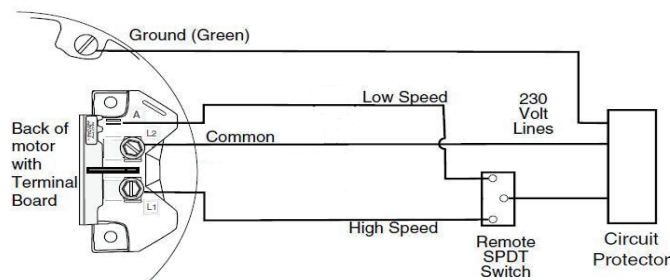 Ground (Green)
Low Speed
230
Volt
Lines
A
L2
Back of
motor
with
Terminal
Board
Common
L1
High Speed
Remote
SPDT
Switch
Circuit
Protector